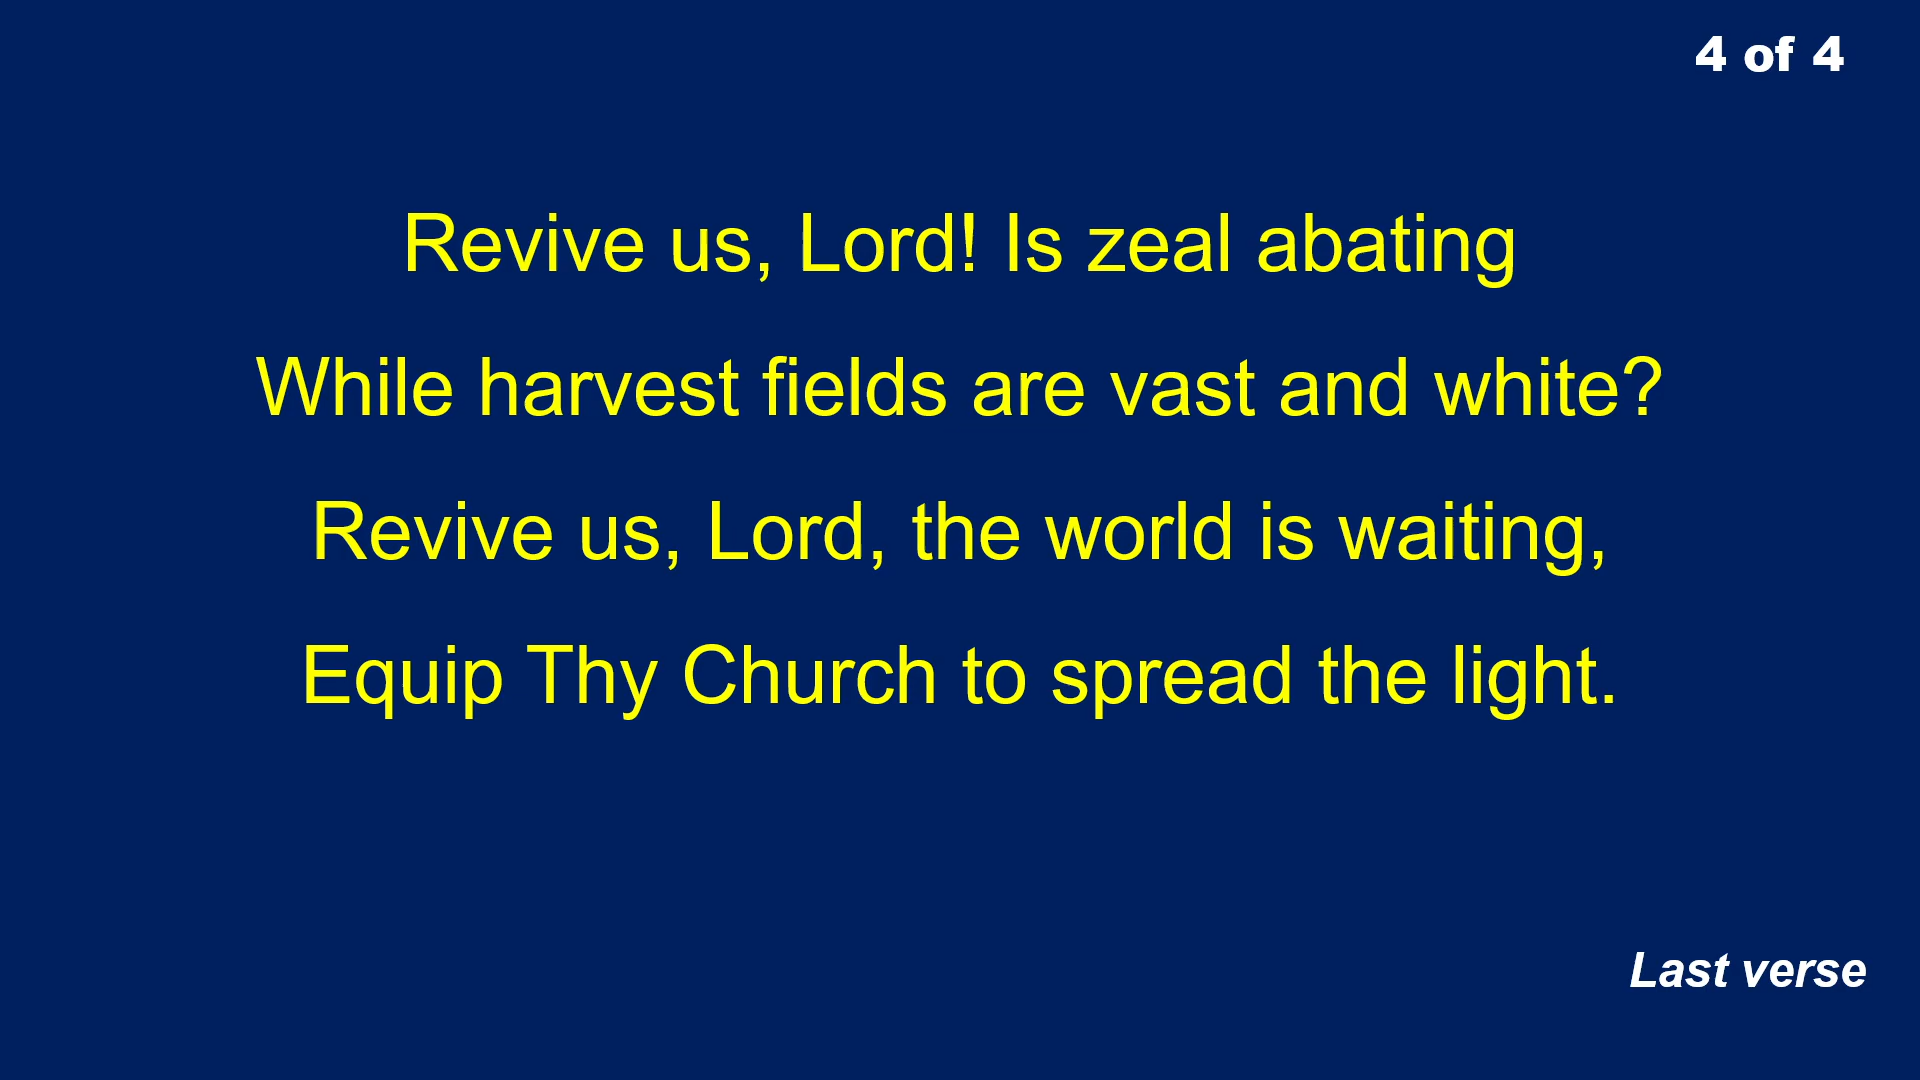 4 of 4
Revive us, Lord! Is zeal abating
While harvest fields are vast and white?
Revive us, Lord, the world is waiting,
Equip Thy Church to spread the light.
Last verse